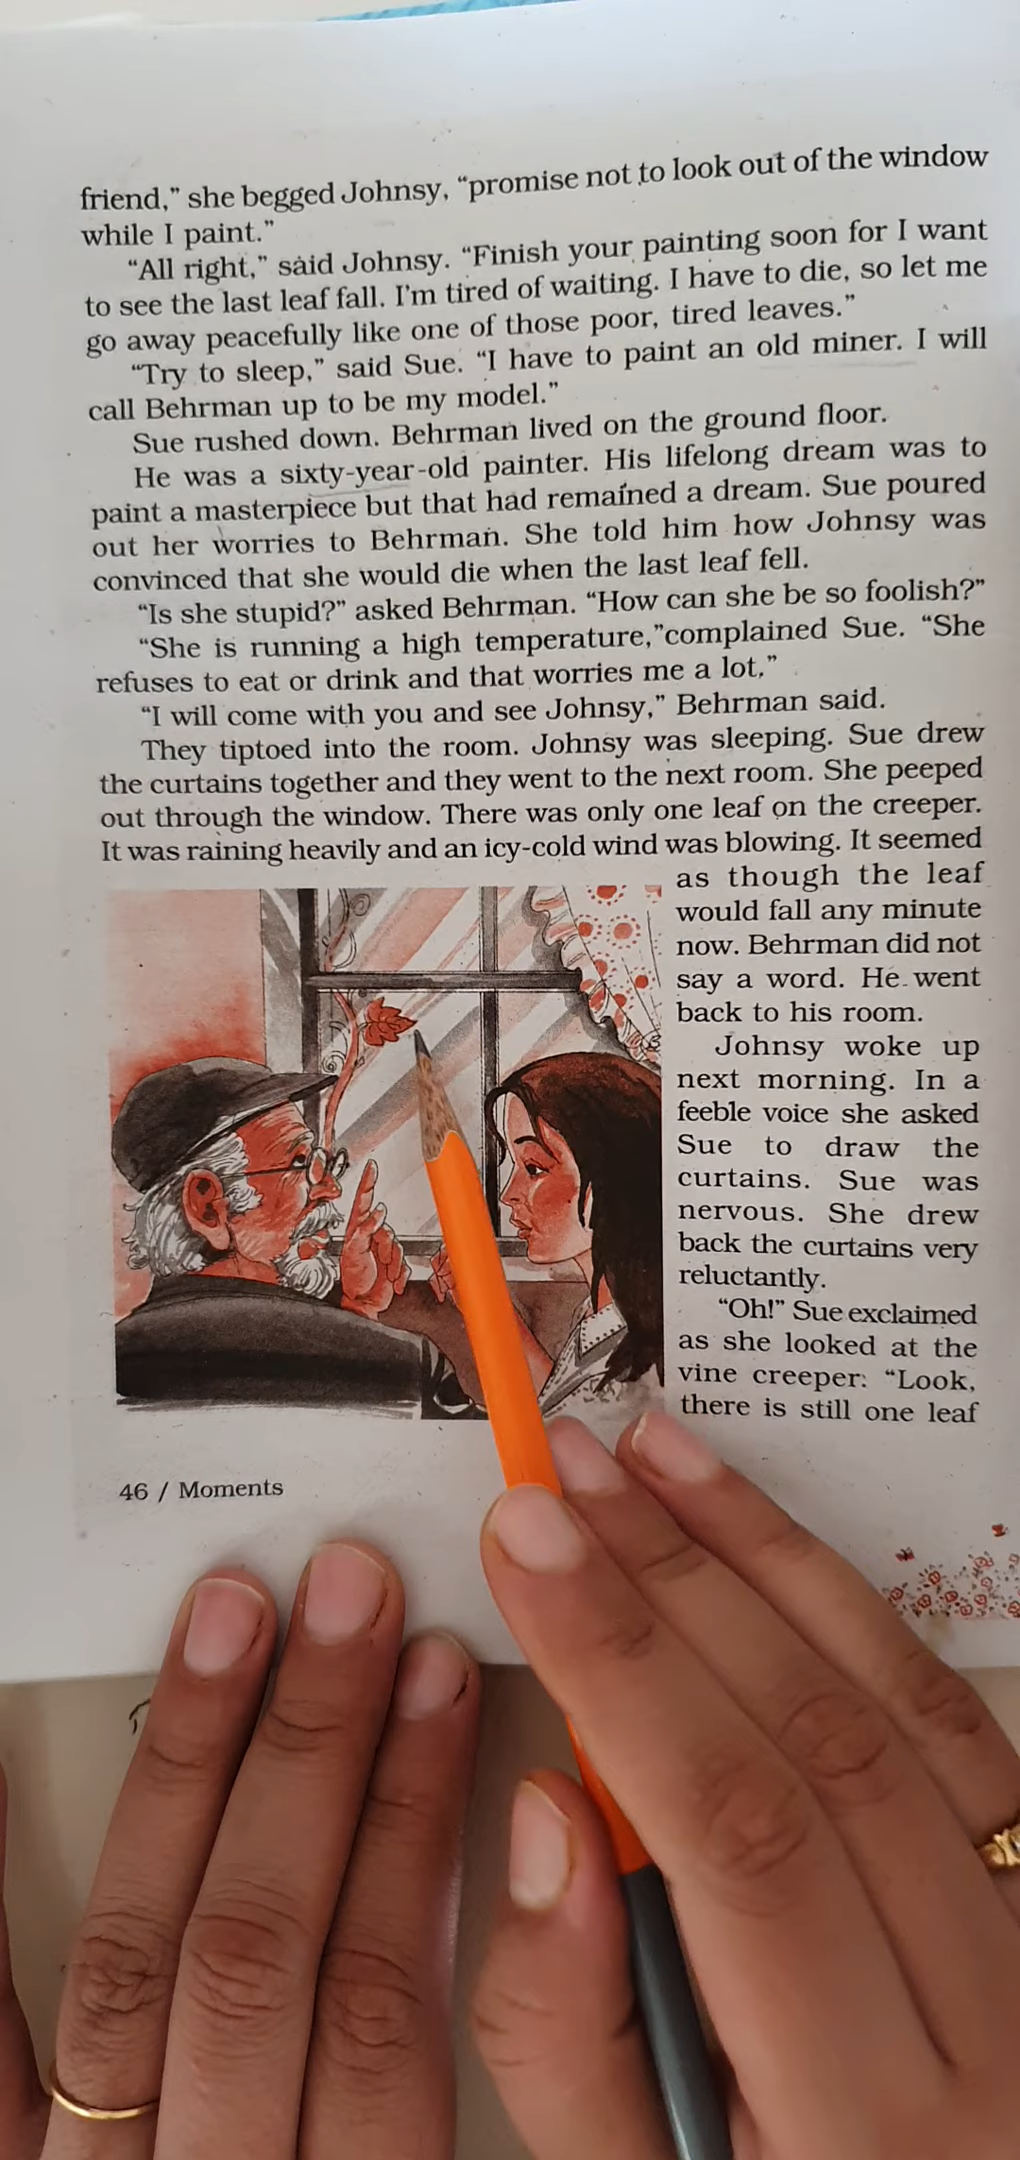 friend,” she begged Johnsy, “promise not to look out of the window
while I paint.”
“All right,” said Johnsy. “Finish your painting soon for I want
to see the last leaf fall. I'm tired of waiting. I have to die, so let me
go away peacefully like one of those poor, tired leaves.”
“Try to sleep,” said Sue. “I have to paint an old miner. I will
call Behrman up to be my model.”
Sue rushed down. Behrman lived on the ground floor.
He was a sixty-year-old painter. His lifelong dream was to
paint a masterpiece but that had remained a dream. Sue poured
out her worries to Behrman. She told him how Johnsy was
convinced that she would die when the last leaf fell.
“Is she stupid?” asked Behrman. “How can she be so foolish?”
“She is running a high temperature,”complained Sue. “She
refuses to eat or drink and that worries me a lot,”
“I will come with you and see Johnsy,” Behrman said.
They tiptoed into the room. Johnsy was sleeping. Sue drew
the curtains together and they went to the next room. She peeped
out through the window. There was only one leaf on the creeper.
It was raining heavily and an icy-cold wind was blowing. It seemed
as though the leaf
would fall any minute
now. Behrman did not
say a word. He went
back to his room.
Johnsy woke up
next morning. In a
feeble voice she asked
Sue to draw the
curtains. Sue was
nervous. She drew
back the curtains very
reluctantly.
“Oh!” Sue exclaimed
as she looked at the
vine creeper: “Look,
there is still one leaf
46 / Moments